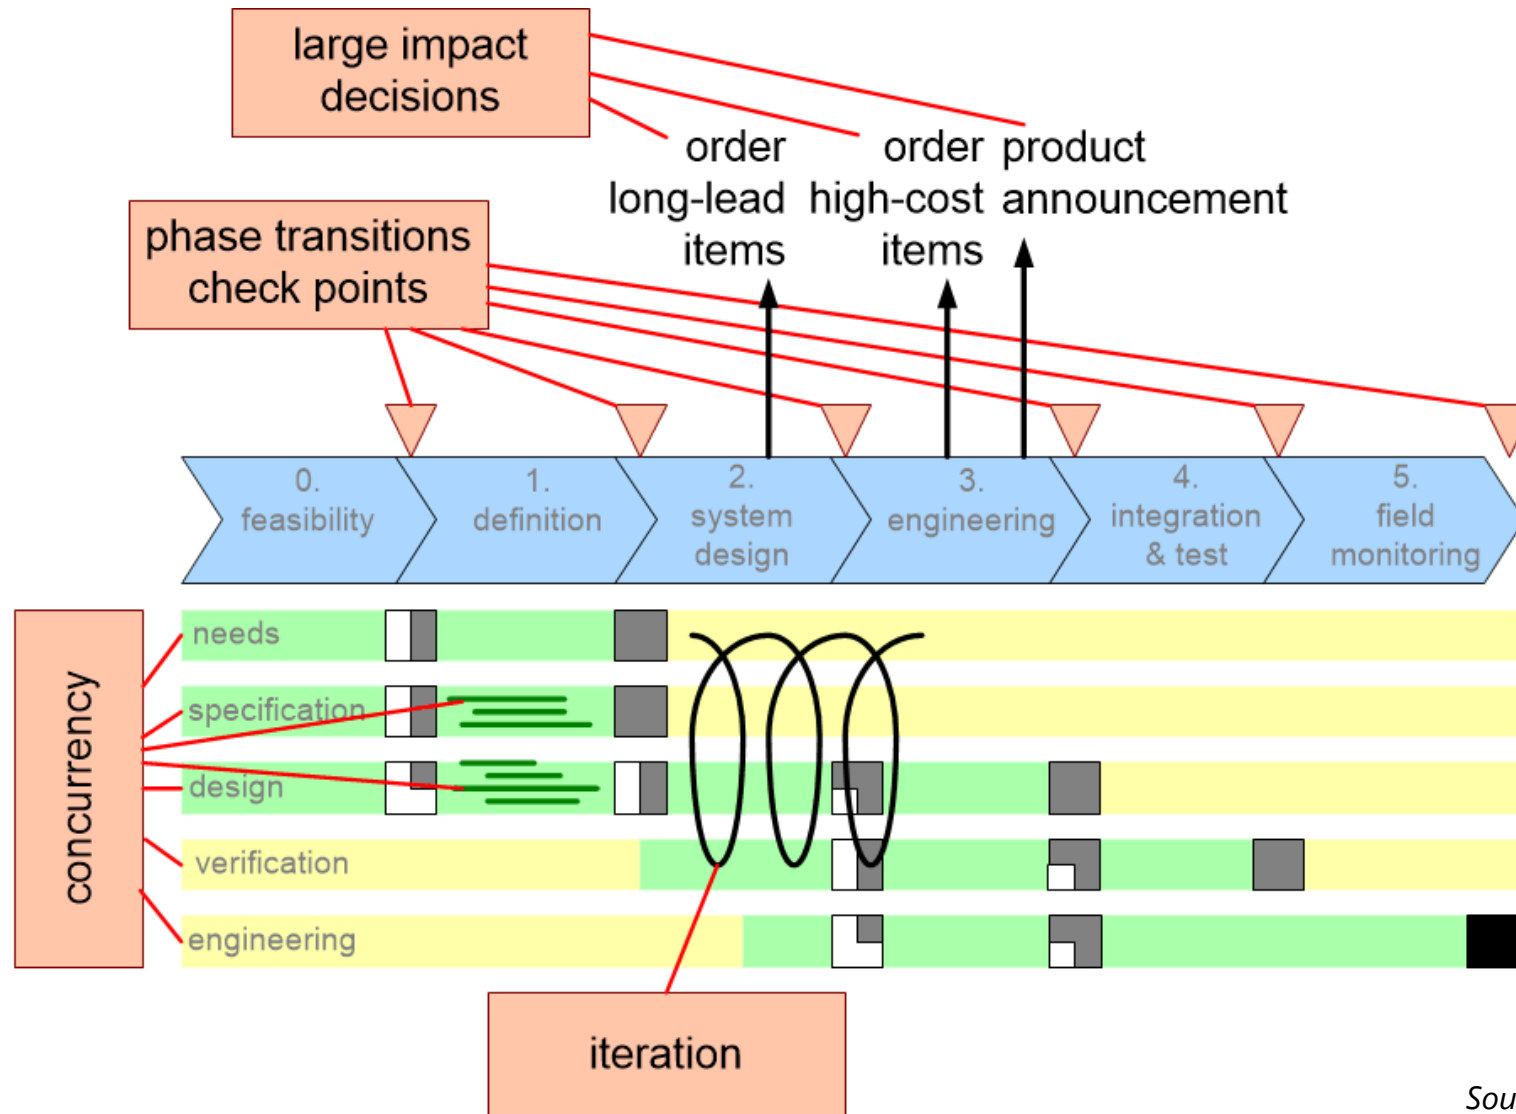 large impact
decisions
order
long-lead
items
order
high-cost
items
product
announcement
phase transitions
check points
0.
feasibility
1.
definition
2.
system
design
3.
engineering
4.
integration
& test
5.
field
monitoring
concurrency
needs
specification
design
verification
engineering
iteration
Sou